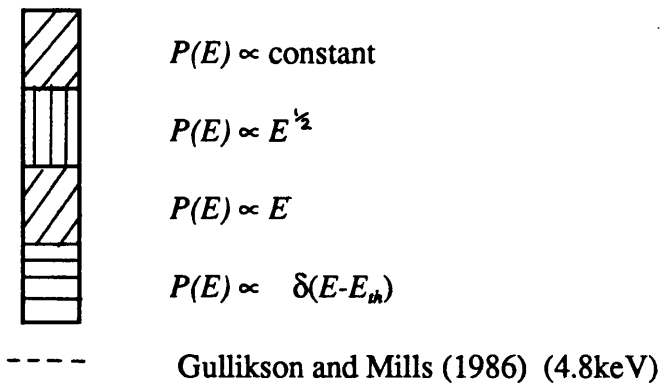 P(E) ∝ constant
P(E) ∝ E^½
P(E) ∝ E
P(E) ∝ δ(E-E_th)
Gullikson and Mills (1986) (4.8keV)